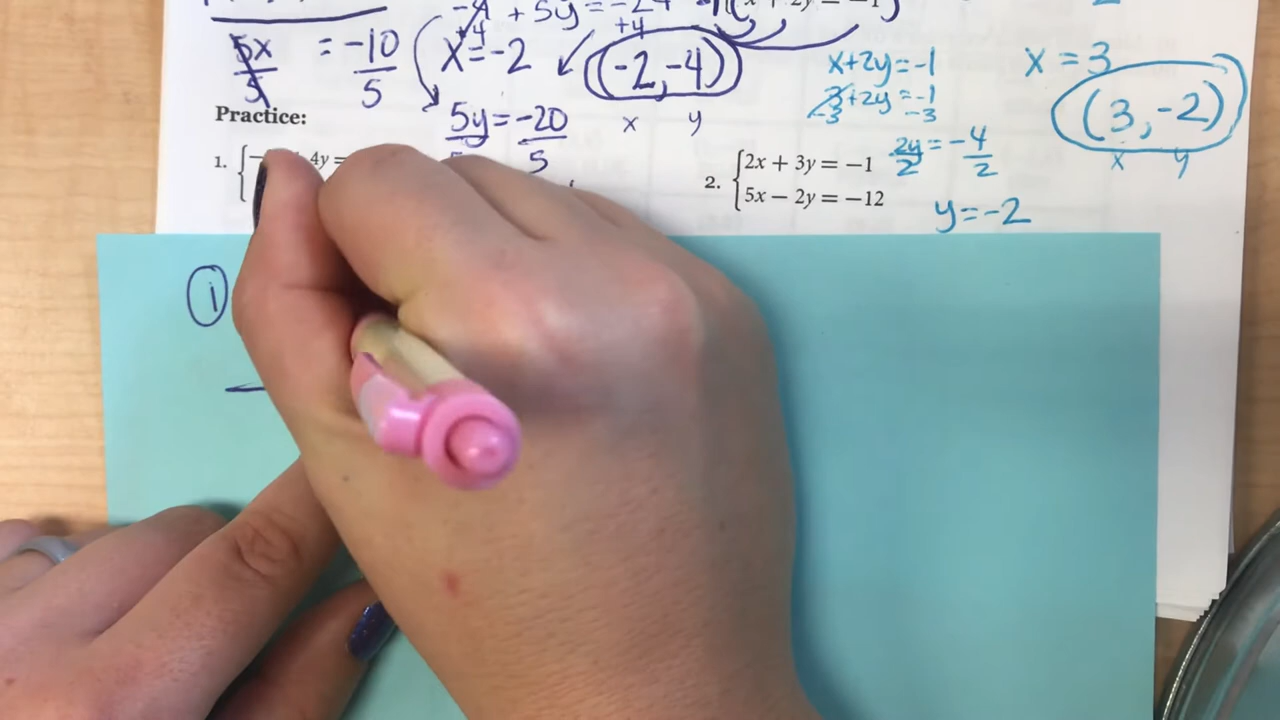 + 5y = -24
+4
5x = -10
5 5
x = -2
(-2, -4)
x y
5y = -20
5
x+2y=-1
3+2y=-1
-3 -3
2y = -4
2 2
y=-2
x = 3
(3, -2)
x y
Practice:
1. 4y =
2. 2x + 3y = −1
5x − 2y = −12
1